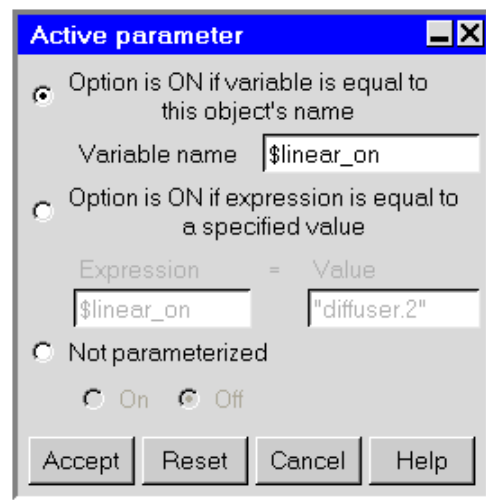 Active parameter
Option is ON if variable is equal to
this object's name
Variable name $linear_on
Option is ON if expression is equal to
a specified value
Expression = Value
$linear_on "diffuser.2"
Not parameterized
On Off
Accept Reset Cancel Help